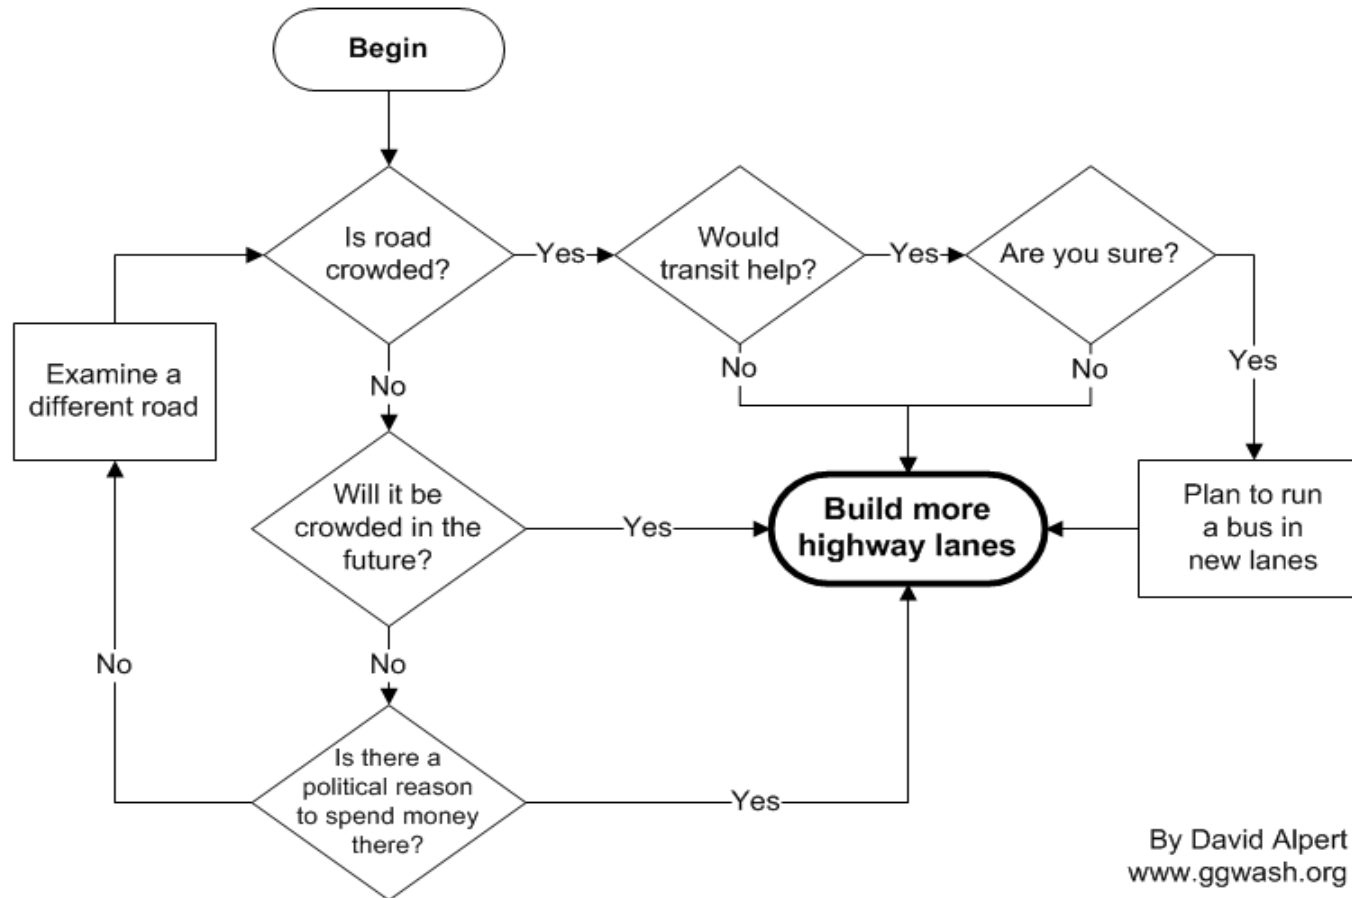 Begin
Is road
crowded?
Yes
Would
transit help?
Yes
Are you sure?
Yes
No
No
No
Examine a
different road
Will it be
crowded in the
future?
Yes
Build more
highway lanes
Plan to run
a bus in
new lanes
No
No
Is there a
political reason
to spend money
there?
Yes
By David Alpert
www.ggwash.org